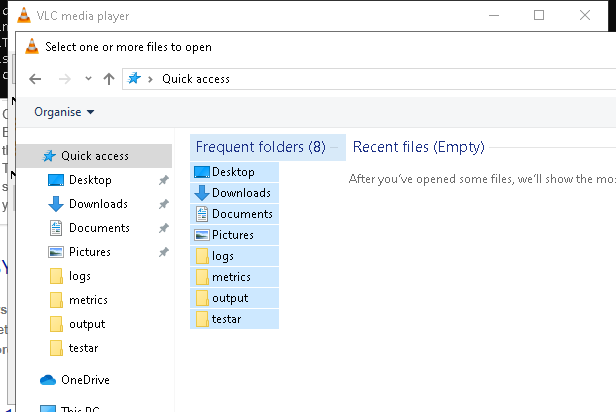 VLC media player
Select one or more files to open
Quick access
Organise
Frequent folders (8)
Recent files (Empty)
After you've opened some files, we'll show the mos
Quick access
Desktop
Downloads
Documents
Pictures
logs
metrics
output
testar
OneDrive
This PC
Desktop
Downloads
Documents
Pictures
logs
metrics
output
testar